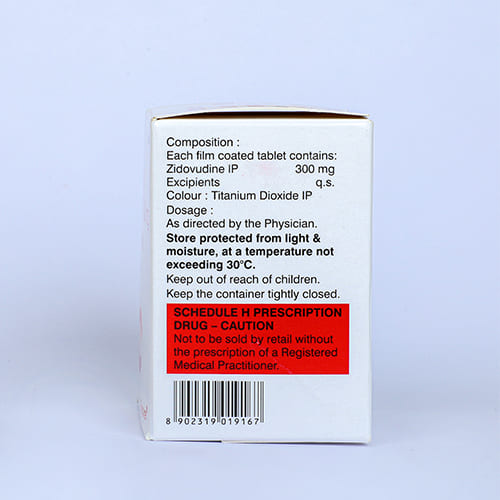 Composition :
Each film coated tablet contains:
Zidovudine IP 300 mg
Excipients q.s.
Colour : Titanium Dioxide IP
Dosage :
As directed by the Physician.
Store protected from light &
moisture, at a temperature not
exceeding 30°C.
Keep out of reach of children.
Keep the container tightly closed.
SCHEDULE H PRESCRIPTION
DRUG – CAUTION
Not to be sold by retail without
the prescription of a Registered
Medical Practitioner.
8 902319 019167